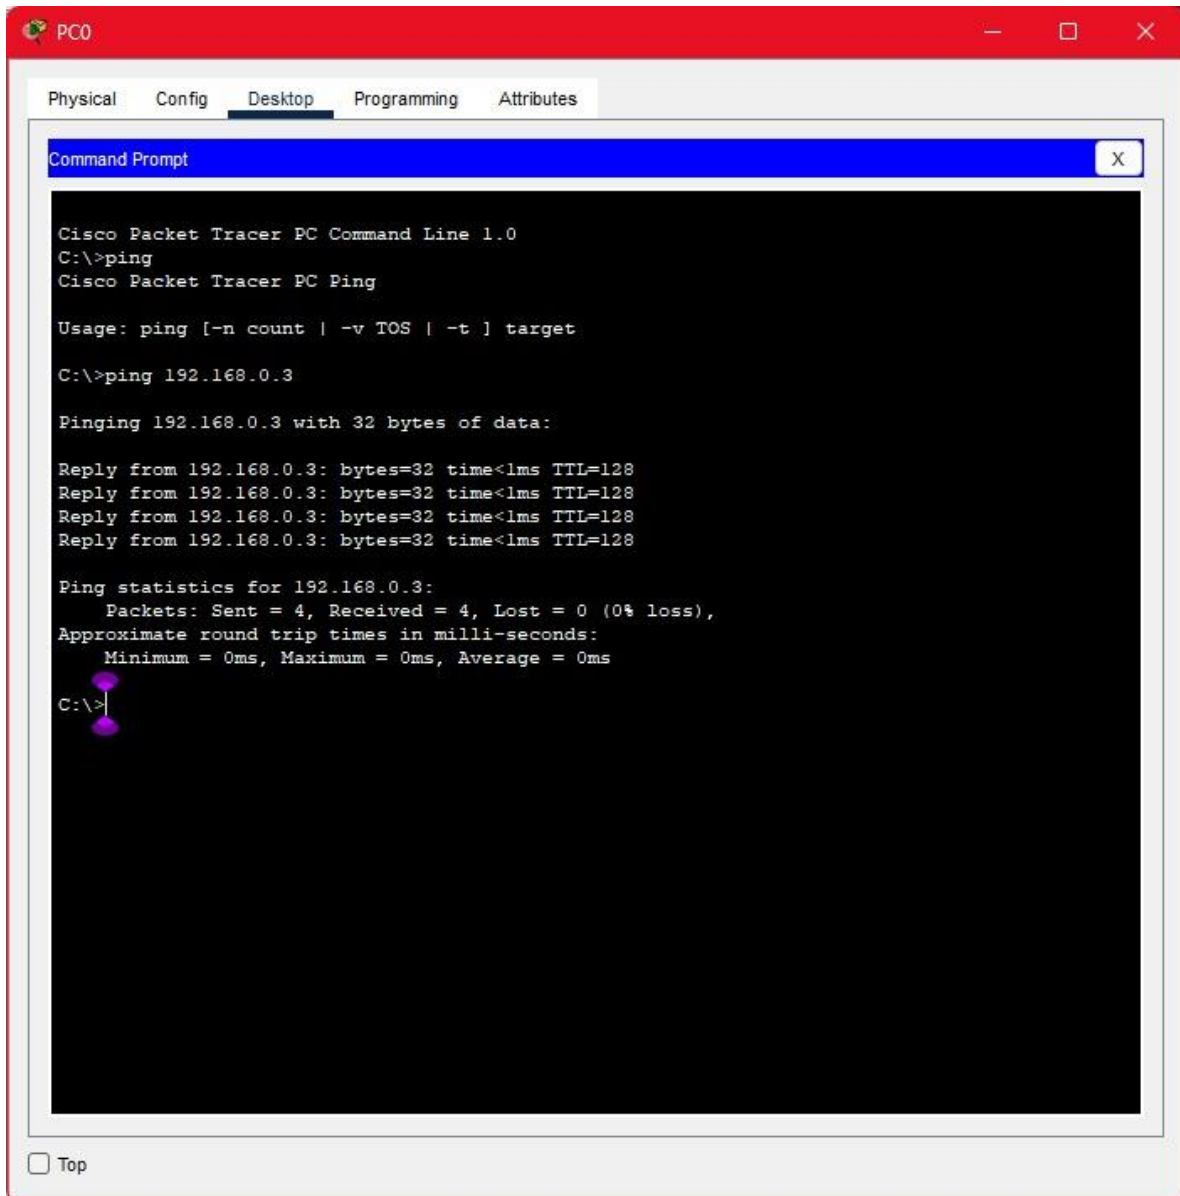 PC0
Physical Config Desktop Programming Attributes
Command Prompt X
Cisco Packet Tracer PC Command Line 1.0
C:\>ping
Cisco Packet Tracer PC Ping
Usage: ping [-n count | -v TOS | -t ] target
C:\>ping 192.168.0.3
Pinging 192.168.0.3 with 32 bytes of data:
Reply from 192.168.0.3: bytes=32 time<1ms TTL=128
Reply from 192.168.0.3: bytes=32 time<1ms TTL=128
Reply from 192.168.0.3: bytes=32 time<1ms TTL=128
Reply from 192.168.0.3: bytes=32 time<1ms TTL=128
Ping statistics for 192.168.0.3:
Packets: Sent = 4, Received = 4, Lost = 0 (0% loss),
Approximate round trip times in milli-seconds:
Minimum = 0ms, Maximum = 0ms, Average = 0ms
C:\>
Top